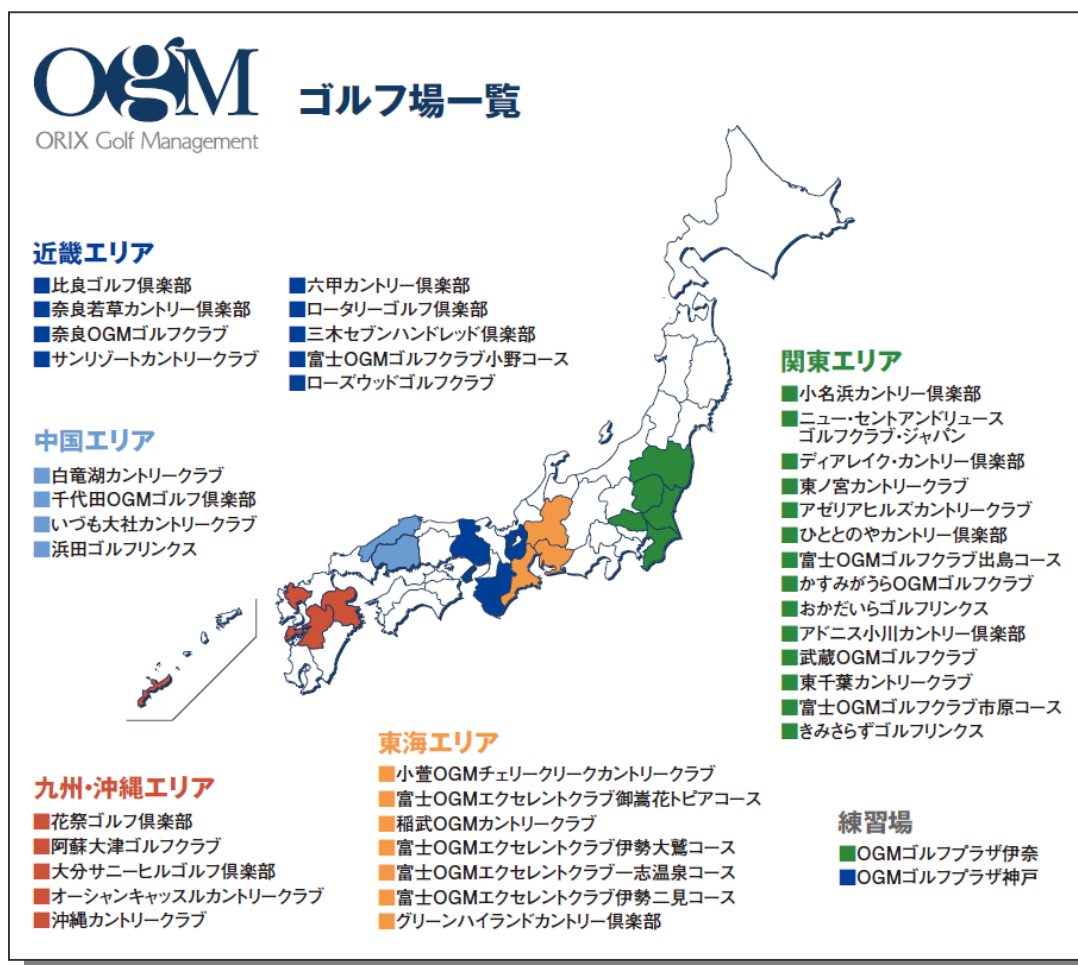 OgM
ORIX Golf Management
ゴルフ場一覧
近畿エリア
■比良ゴルフ倶楽部
■奈良若草カントリー倶楽部
■奈良OGMゴルフクラブ
■サンリゾートカントリークラブ
■六甲カントリー倶楽部
■ロータリーゴルフ倶楽部
■三木セブンハンドレッド倶楽部
■富士OGMゴルフクラブ小野コース
■ローズウッドゴルフクラブ
中国エリア
■白竜湖カントリークラブ
■千代田OGMゴルフ倶楽部
■いづも大社カントリークラブ
■浜田ゴルフリンクス
関東エリア
■小名浜カントリー倶楽部
■ニュー・セントアンドリュース
ゴルフクラブ・ジャパン
■ディアレイク・カントリー倶楽部
■東ノ宮カントリークラブ
■アゼリアヒルズカントリークラブ
■ひととのやカントリー倶楽部
■富士OGMゴルフクラブ出島コース
■かすみがうらOGMゴルフクラブ
■おかだいらゴルフリンクス
■アドニス小川カントリー倶楽部
■武蔵OGMゴルフクラブ
■東千葉カントリークラブ
■富士OGMゴルフクラブ市原コース
■きみさらずゴルフリンクス
九州・沖縄エリア
■花祭ゴルフ倶楽部
■阿蘇大津ゴルフクラブ
■大分サニーヒルゴルフ倶楽部
■オーシャンキャッスルカントリークラブ
■沖縄カントリークラブ
東海エリア
■小萱OGMチェリークリークカントリークラブ
■富士OGMエクセレントクラブ御嵩花トピアコース
■稲武OGMカントリークラブ
■富士OGMエクセレントクラブ伊勢大鷲コース
■富士OGMエクセレントクラブ一志温泉コース
■富士OGMエクセレントクラブ伊勢二見コース
■グリーンハイランドカントリー倶楽部
練習場
■OGMゴルフプラザ伊奈
■OGMゴルフプラザ神戸